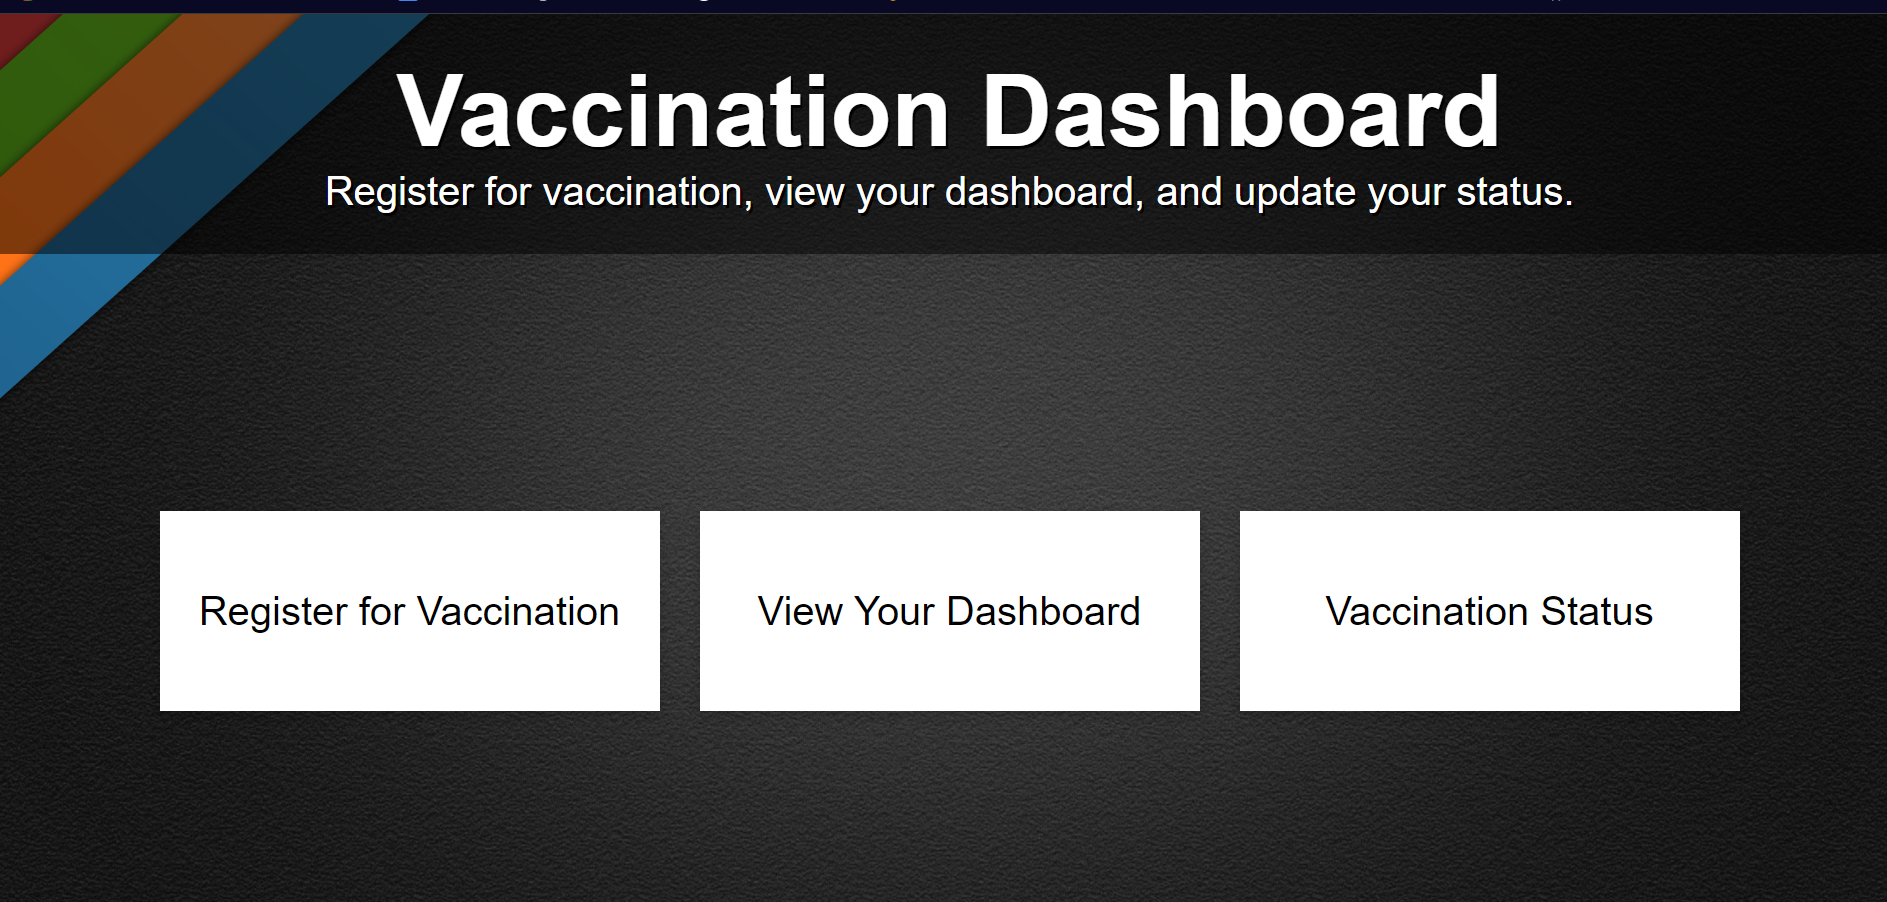 Vaccination Dashboard
Register for vaccination, view your dashboard, and update your status.
Register for Vaccination
View Your Dashboard
Vaccination Status